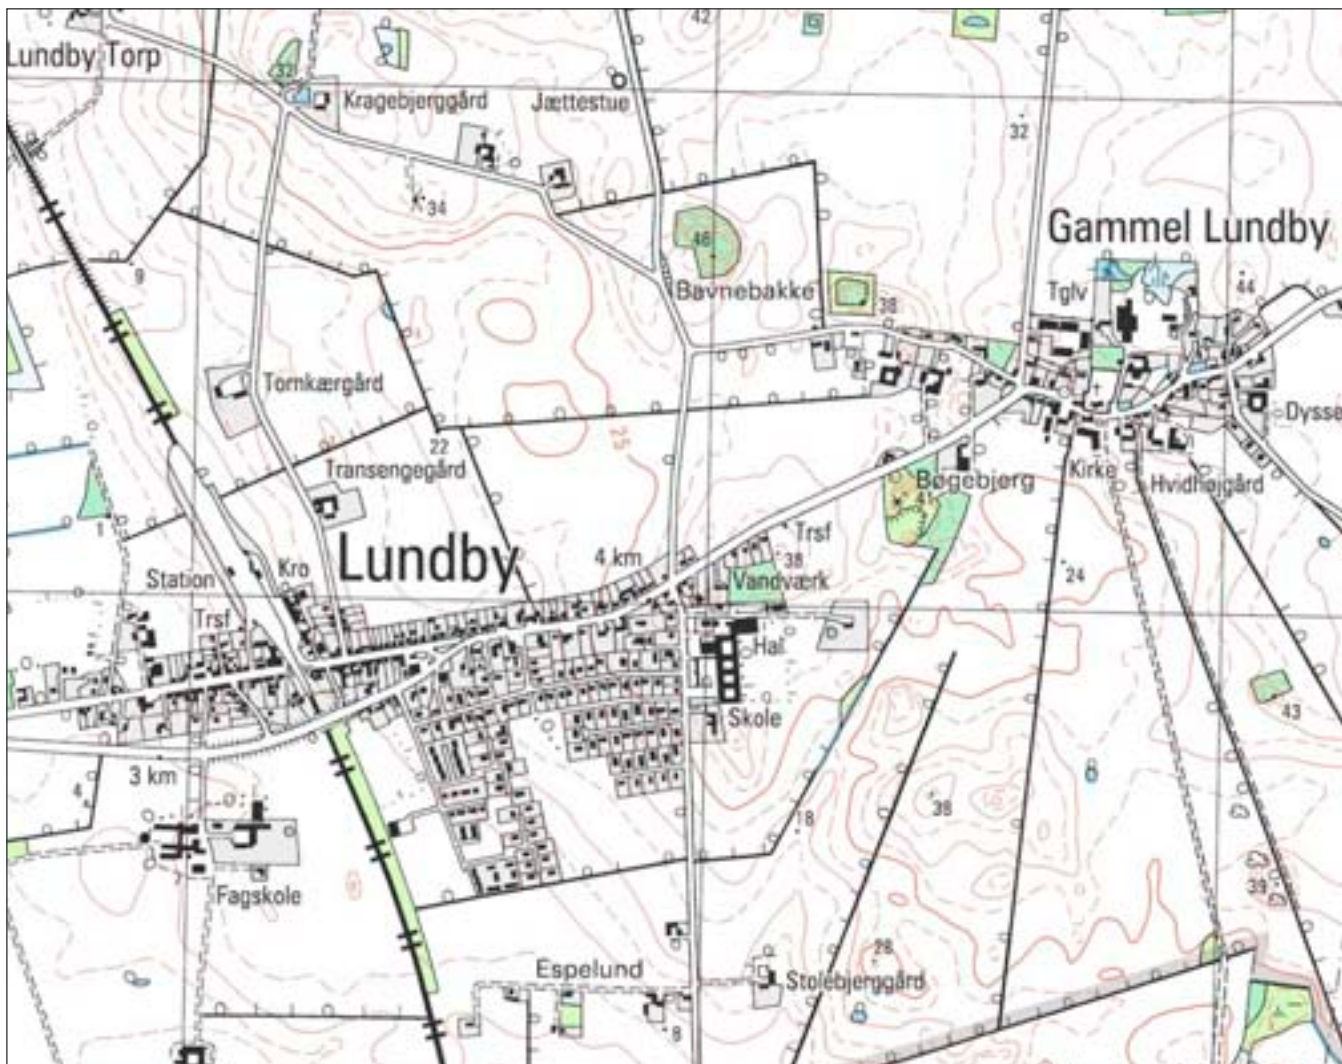 42
Lundby Torp
32
Kragebjerggård
Jættestue
32
34
Gammel Lundby
46
9
Bavnebakke
38
Tglv
44
Tornkærgård
Dysse
22
25
Transengegård
Bøgebjerg
41
Kirke
Hvidhøjgård
1
Lundby
4 km
Trsf
38
Station
Kro
Vandværk
24
Trsf
Hal
Skole
43
3 km
4
38
18
Fagskole
39
28
Espelund
Stolebjerggård
8